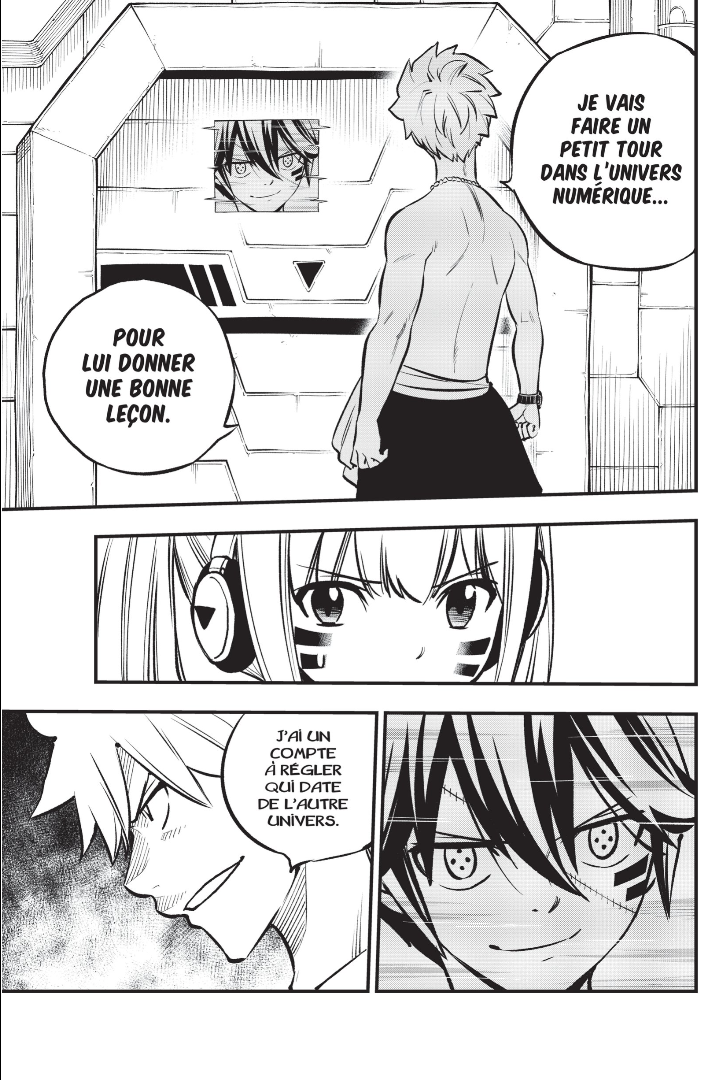 JE VAIS
FAIRE UN
PETIT TOUR
DANS L'UNIVERS
NUMÉRIQUE...
POUR
LUI DONNER
UNE BONNE
LEÇON.
J'AI UN
COMPTE
À RÉGLER
QUI DATE
DE L'AUTRE
UNIVERS.